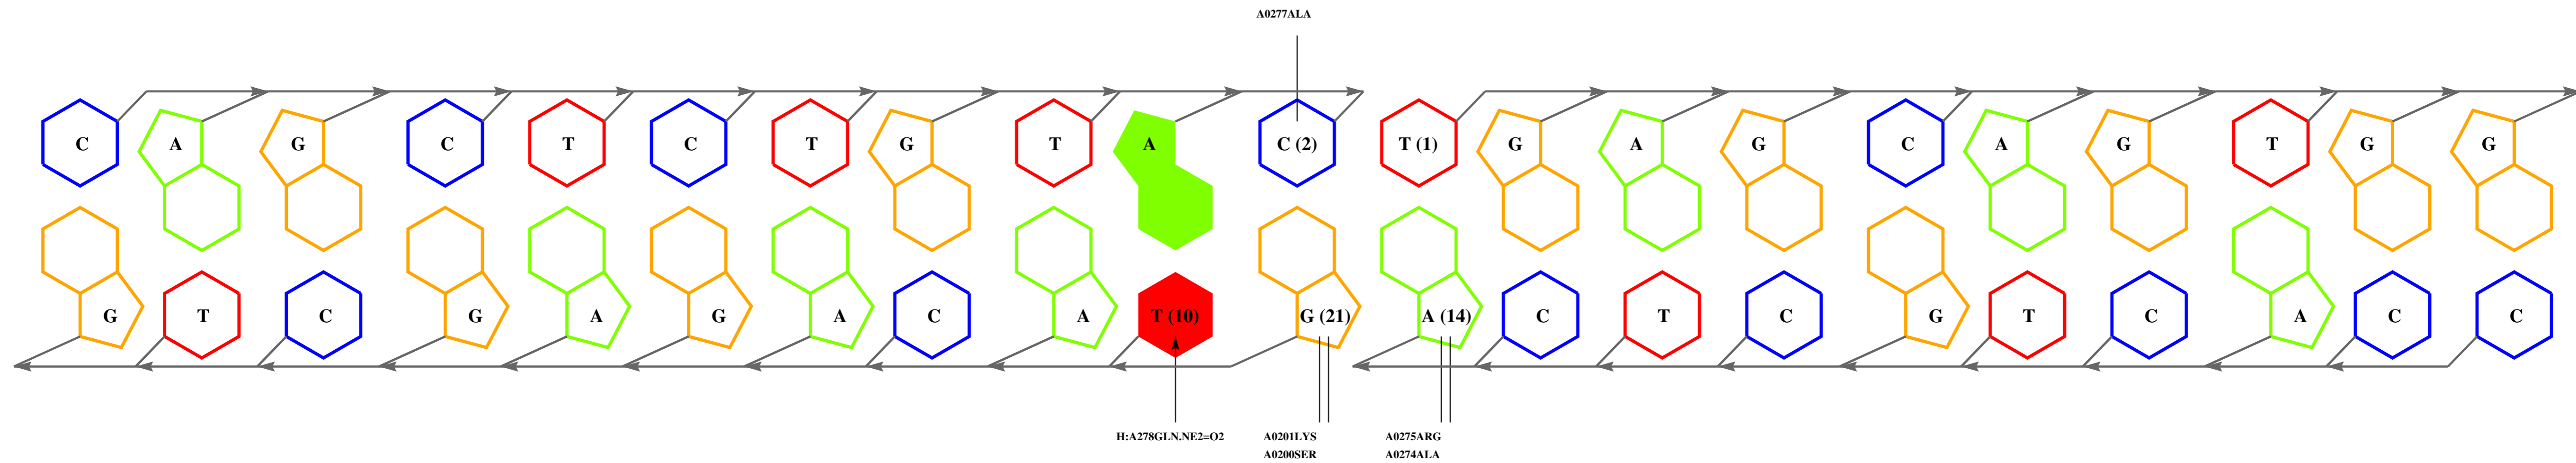 A0277ALA
C A G C T C T G T A C (2) T (1) G A G C A G T G G
G T C G A G A C A T (10) G (21) A (14) C T C G T C A C C
H:A278GLN.NE2=O2 A0201LYS A0275ARG
A0200SER A0274ALA